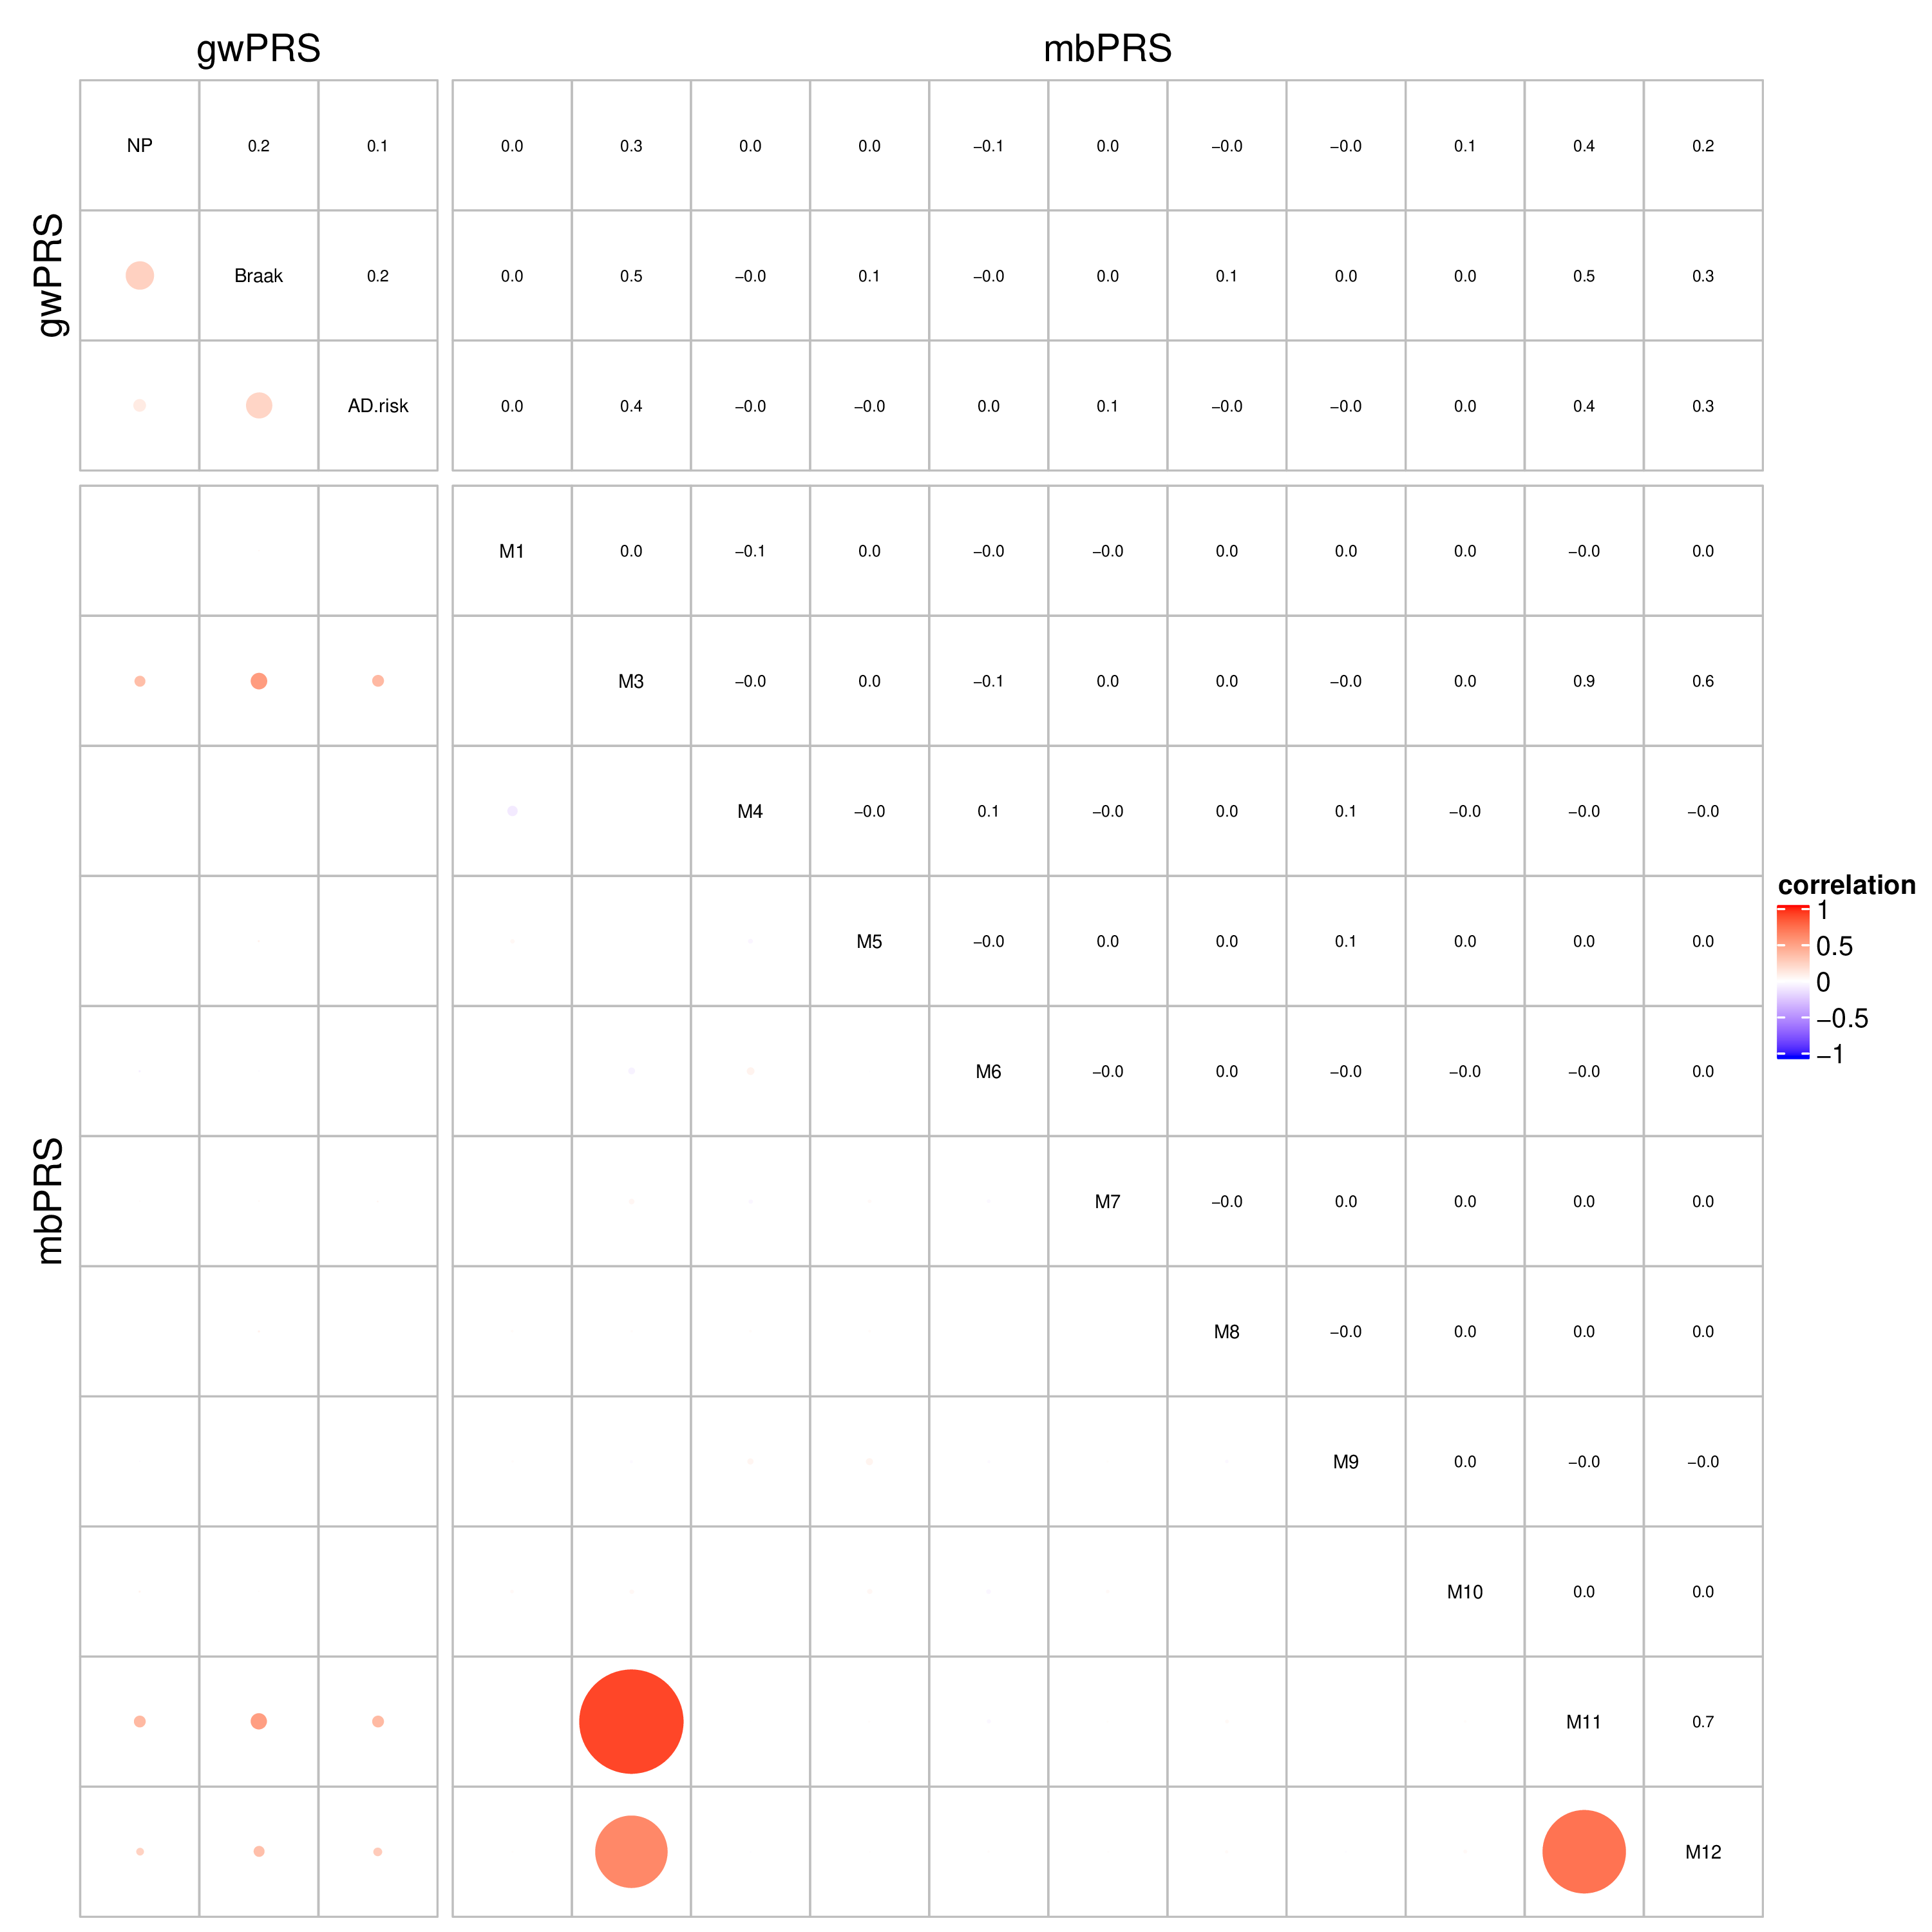 gwPRS mbPRS
gwPRS
NP 0.2 0.1 0.0 0.3 0.0 0.0 −0.1 0.0 −0.0 −0.0 0.1 0.4 0.2
Braak 0.2 0.0 0.5 −0.0 0.1 −0.0 0.0 0.1 0.0 0.0 0.5 0.3
AD.risk 0.0 0.4 −0.0 −0.0 0.0 0.1 −0.0 −0.0 0.0 0.4 0.3
mbPRS
M1 0.0 −0.1 0.0 −0.0 −0.0 0.0 0.0 0.0 −0.0 0.0
M3 −0.0 0.0 −0.1 0.0 0.0 −0.0 0.0 0.9 0.6
M4 −0.0 0.1 −0.0 0.0 0.1 −0.0 −0.0 −0.0
M5 −0.0 0.0 0.0 0.1 0.0 0.0 0.0
M6 −0.0 0.0 −0.0 −0.0 −0.0 0.0
M7 −0.0 0.0 0.0 0.0 0.0
M8 −0.0 0.0 0.0 0.0
M9 0.0 −0.0 −0.0
M10 0.0 0.0
M11 0.7
M12
correlation
1
0.5
0
−0.5
−1